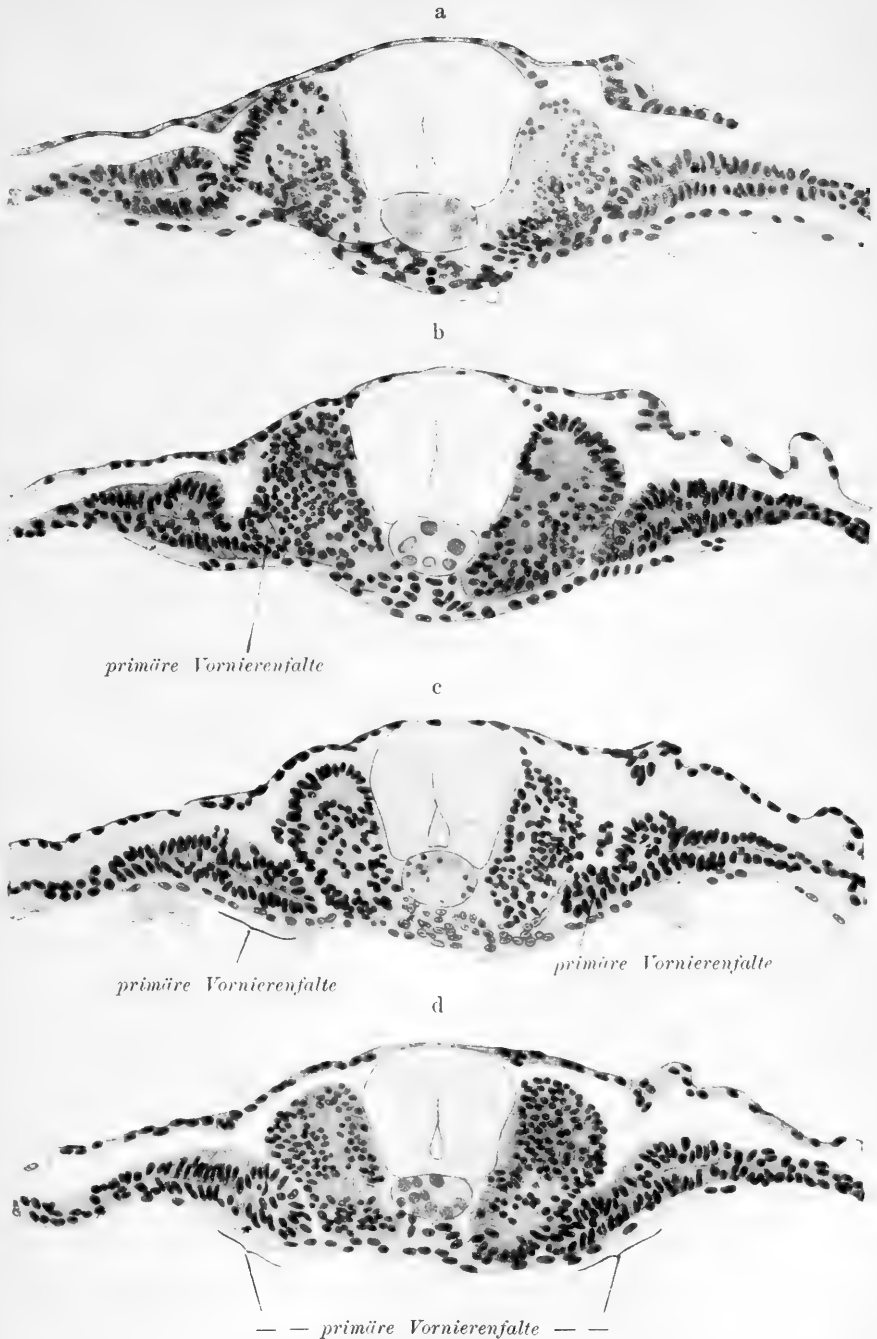 a
b
primäre Vornierenfalte
c
primäre Vornierenfalte
primäre Vornierenfalte
d
— — primäre Vornierenfalte — —